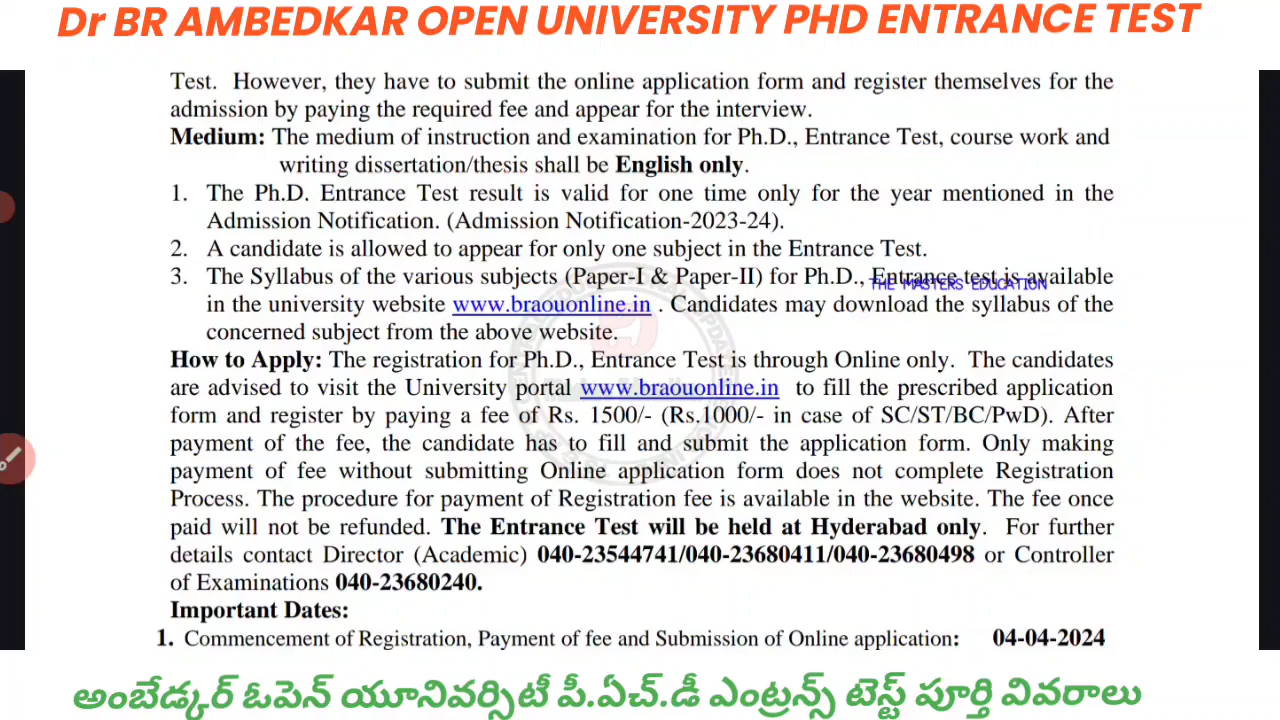 Dr BR AMBEDKAR OPEN UNIVERSITY PHD ENTRANCE TEST
Test. However, they have to submit the online application form and register themselves for the
admission by paying the required fee and appear for the interview.
Medium: The medium of instruction and examination for Ph.D., Entrance Test, course work and
writing dissertation/thesis shall be English only.
1. The Ph.D. Entrance Test result is valid for one time only for the year mentioned in the
Admission Notification. (Admission Notification-2023-24).
2. A candidate is allowed to appear for only one subject in the Entrance Test.
3. The Syllabus of the various subjects (Paper-I & Paper-II) for Ph.D., Entrance test is available
THE MASTERS' EDUCATION
in the university website www.braouonline.in . Candidates may download the syllabus of the
concerned subject from the above website.
How to Apply: The registration for Ph.D., Entrance Test is through Online only. The candidates
are advised to visit the University portal www.braouonline.in to fill the prescribed application
form and register by paying a fee of Rs. 1500/- (Rs.1000/- in case of SC/ST/BC/PwD). After
payment of the fee, the candidate has to fill and submit the application form. Only making
payment of fee without submitting Online application form does not complete Registration
Process. The procedure for payment of Registration fee is available in the website. The fee once
paid will not be refunded. The Entrance Test will be held at Hyderabad only. For further
details contact Director (Academic) 040-23544741/040-23680411/040-23680498 or Controller
of Examinations 040-23680240.
Important Dates:
1. Commencement of Registration, Payment of fee and Submission of Online application: 04-04-2024
అంబేడ్కర్ ఓపెన్ యూనివర్సిటీ పీ.ఏచ్.డీ ఎంట్రన్స్ టెస్ట్ పూర్తి వివరాలు